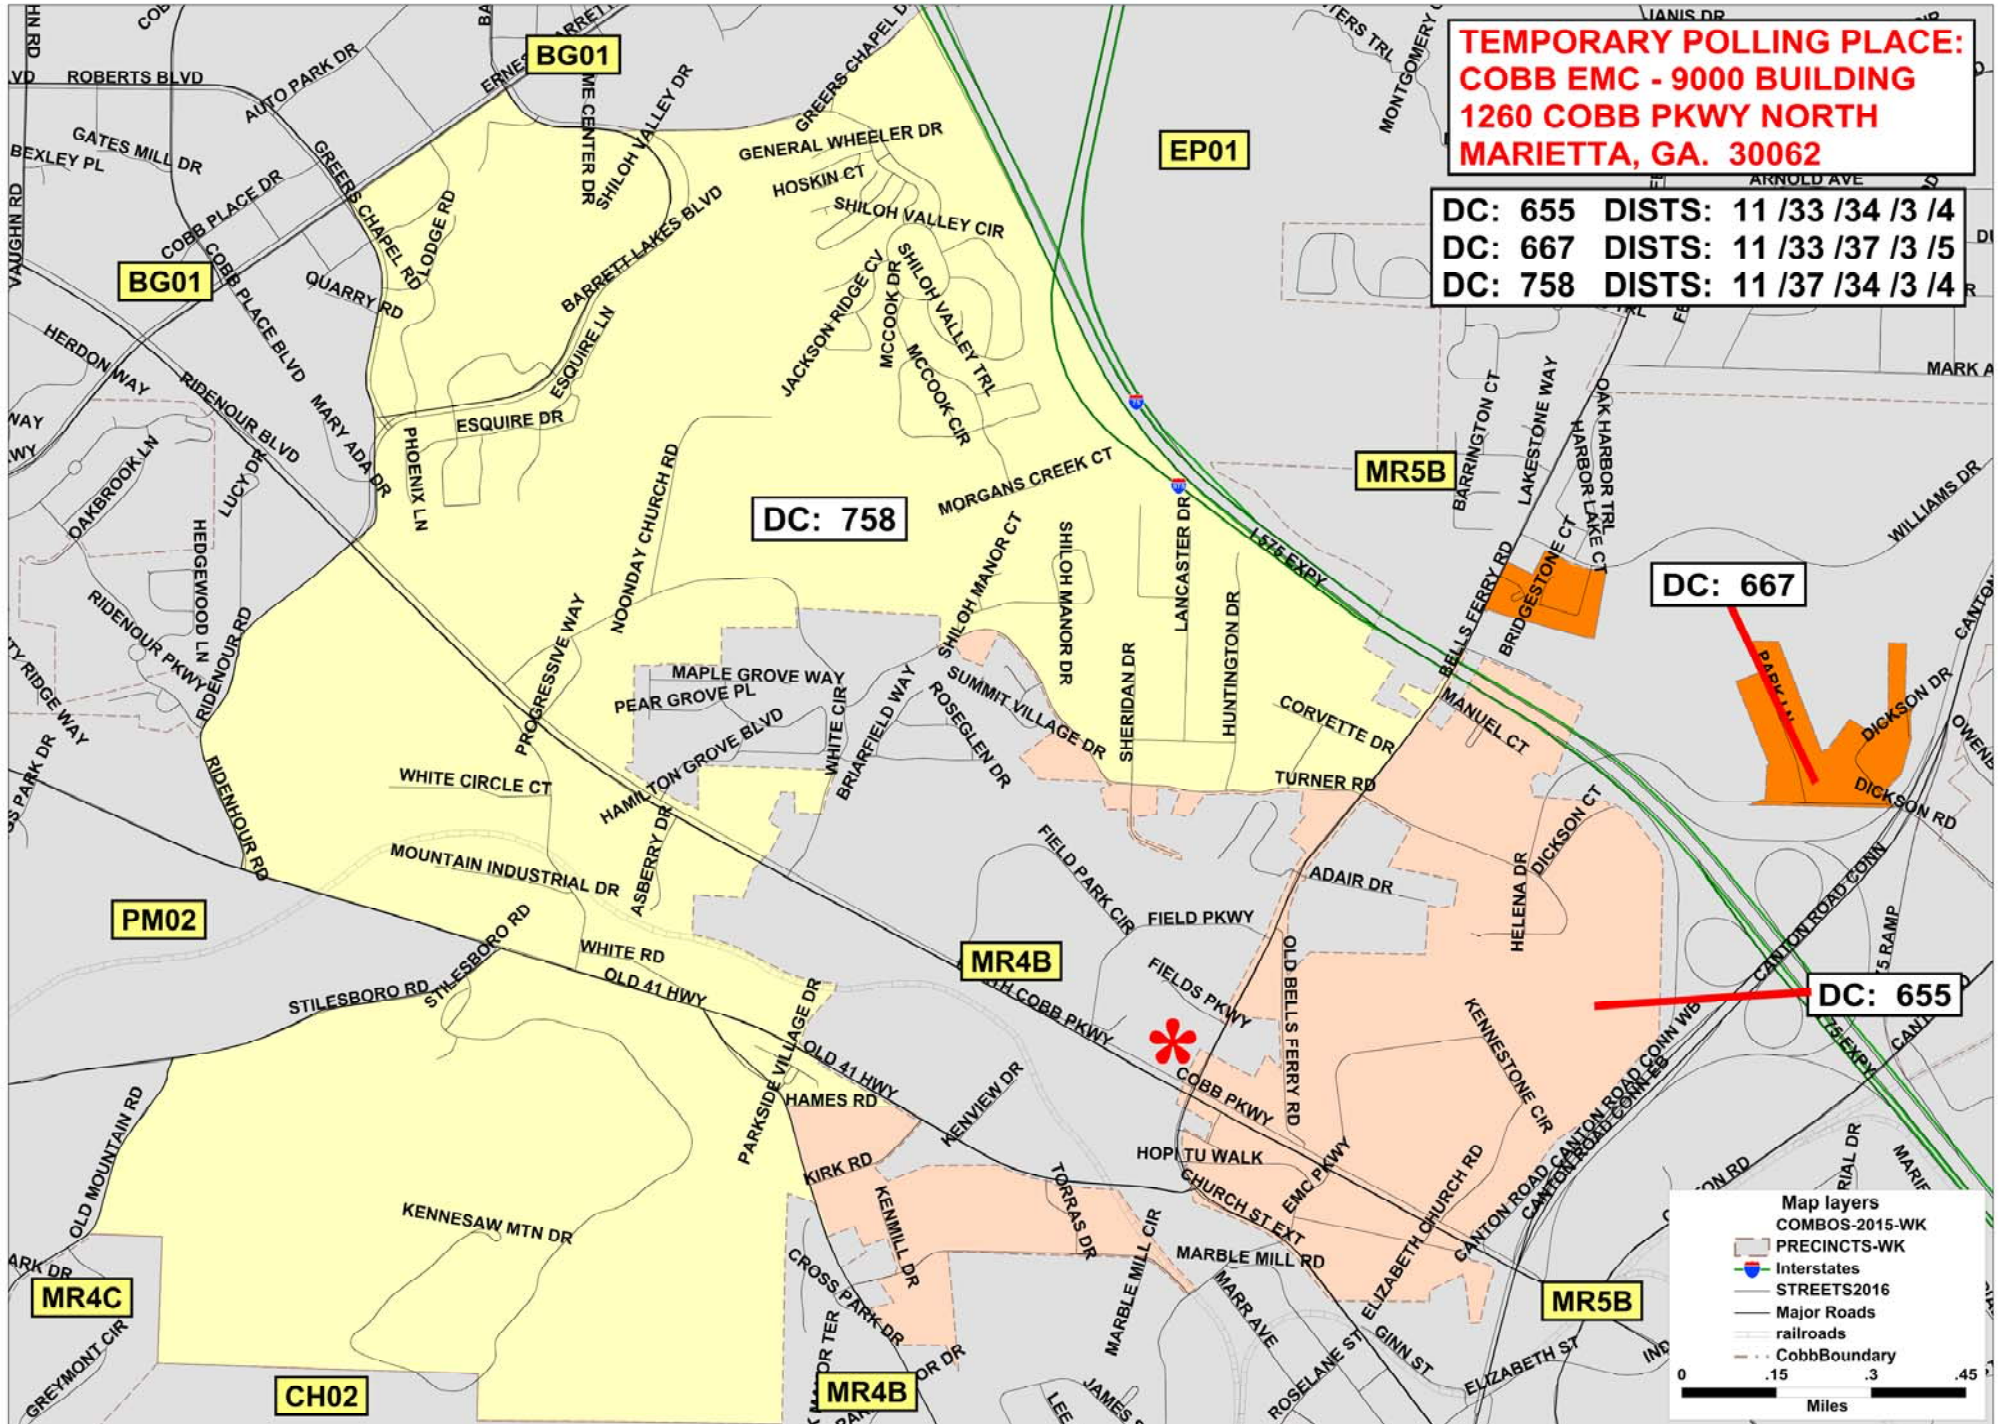 TEMPORARY POLLING PLACE:
COBB EMC - 9000 BUILDING
1260 COBB PKWY NORTH
MARIETTA, GA.  30062
DC:  655   DISTS:  11 /33 /34 /3 /4
DC:  667   DISTS:  11 /33 /37 /3 /5
DC:  758   DISTS:  11 /37 /34 /3 /4
JANIS DR
MONTGOMERY
ARNOLD AVE
MARK A
BG01
EP01
ROBERTS BLVD
AUTO PARK DR
GATES MILL DR
BEXLEY PL
VAUGHN RD
COBB PLACE DR
GREERS CHAPEL RD
LODGE RD
SHILOH VALLEY DR
GREERS CHAPEL D
GENERAL WHEELER DR
HOSKIN CT
SHILOH VALLEY CIR
BARRETT LAKES BLVD
BG01
COBB PLACE BLVD
QUARRY RD
HERDON WAY
RIDENOUR BLVD
MARY ADA DR
ESQUIRE LN
ESQUIRE DR
PHOENIX LN
JACKSON RIDGE CV
MCCOOK DR
SHILOH VALLEY TRL
MCCOOK CIR
MORGANS CREEK CT
NOONDAY CHURCH RD
OAKBROOK LN
LUCY DR
HEDGEWOOD LN
DC:  758
MR5B
BARRINGTON CT
LAKESTONE WAY
OAK HARBOR TRL
HARBOR LAKE CT
WILLIAMS DR
I-575 EXPY
BELLS FERRY RD
BRIDGESTONE CT
DC:  667
PARK LN
DICKSON DR
DICKSON RD
RIDENOUR PKWY
RIDENOUR RD
RIDENHOUR RD
PROGRESSIVE WAY
SHILOH MANOR CT
SHILOH MANOR DR
LANCASTER DR
HUNTINGTON DR
SHERIDAN DR
MAPLE GROVE WAY
PEAR GROVE PL
HAMILTON GROVE BLVD
WHITE CIR
BRIARFIELD WAY
ROSEGLEN DR
SUMMIT VILLAGE DR
CORVETTE DR
MANUEL CT
TURNER RD
WHITE CIRCLE CT
ASBERRY DR
MOUNTAIN INDUSTRIAL DR
FIELD PARK CIR
ADAIR DR
HELENA DR
DICKSON CT
FIELD PKWY
OLD BELLS FERRY RD
CANTON ROAD CONN
PM02
STILESBORO RD
STILESBORO RD
WHITE RD
OLD 41 HWY
MR4B
FIELDS PKWY
COBB PKWY
*
COBB PKWY
KENNESTONE CIR
DC:  655
75 EXPY
CANTON ROAD CONN WB
CANTON ROAD CONN EB
OLD MOUNTAIN RD
PARKSIDE VILLAGE DR
OLD 41 HWY
HAMES RD
KENVIEW DR
KIRK RD
KENMILL DR
TORRAS DR
HOPI TU WALK
EMC PKWY
CHURCH ST EXT
ELIZABETH CHURCH RD
MARBLE MILL CIR
MARBLE MILL RD
KENNESAW MTN DR
CROSS PARK DR
MARR AVE
ROSELANE ST
GINN ST
ELIZABETH ST
MR4C
GREYMONT CIR
CH02
MR4B
MR5B
Map layers
COMBOS-2015-WK
PRECINCTS-WK
Interstates
STREETS2016
Major Roads
railroads
CobbBoundary
0 .15 .3 .45
Miles